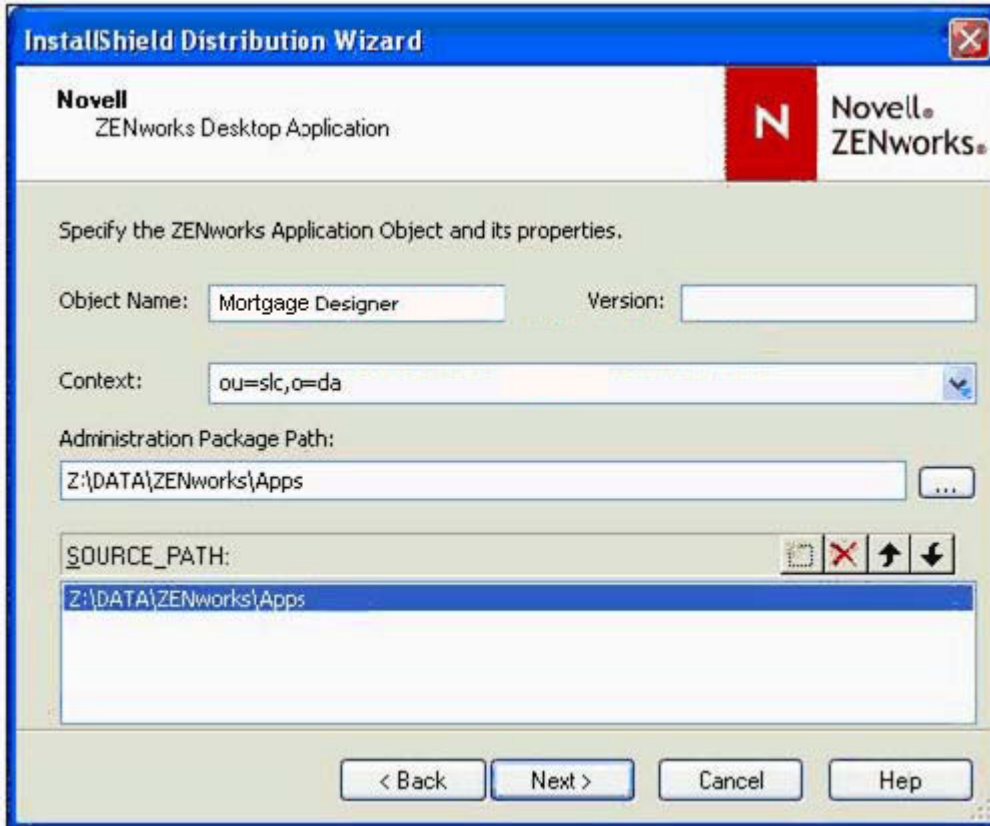 InstallShield Distribution Wizard
Novell
ZENworks Desktop Application
N
Novell®
ZENworks®
Specify the ZENworks Application Object and its properties.
Object Name: Mortgage Designer Version:
Context: ou=slc,o=da
Administration Package Path:
Z:\DATA\ZENworks\Apps ...
SOURCE_PATH:
Z:\DATA\ZENworks\Apps
< Back Next > Cancel Hep